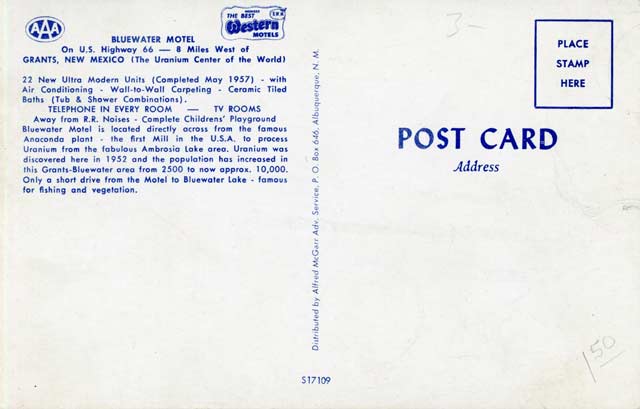 AAA
MEMBER
THE BEST
Western
MOTELS
BLUEWATER MOTEL
On U.S. Highway 66 — 8 Miles West of
GRANTS, NEW MEXICO (The Uranium Center of the World)
22 New Ultra Modern Units (Completed May 1957) - with
Air Conditioning - Wall-to-Wall Carpeting - Ceramic Tiled
Baths (Tub & Shower Combinations).
TELEPHONE IN EVERY ROOM — TV ROOMS
Away from R.R. Noises - Complete Childrens' Playground
Bluewater Motel is located directly across from the famous
Anaconda plant - the first Mill in the U.S.A. to process
Uranium from the fabulous Ambrosia Lake area. Uranium was
discovered here in 1952 and the population has increased in
this Grants-Bluewater area from 2500 to now approx. 10,000.
Only a short drive from the Motel to Bluewater Lake - famous
for fishing and vegetation.
Distributed by Alfred McGarr Adv. Service, P. O. Box 646, Albuquerque, N. M.
S17109
3-
PLACE
STAMP
HERE
POST CARD
Address
1/50